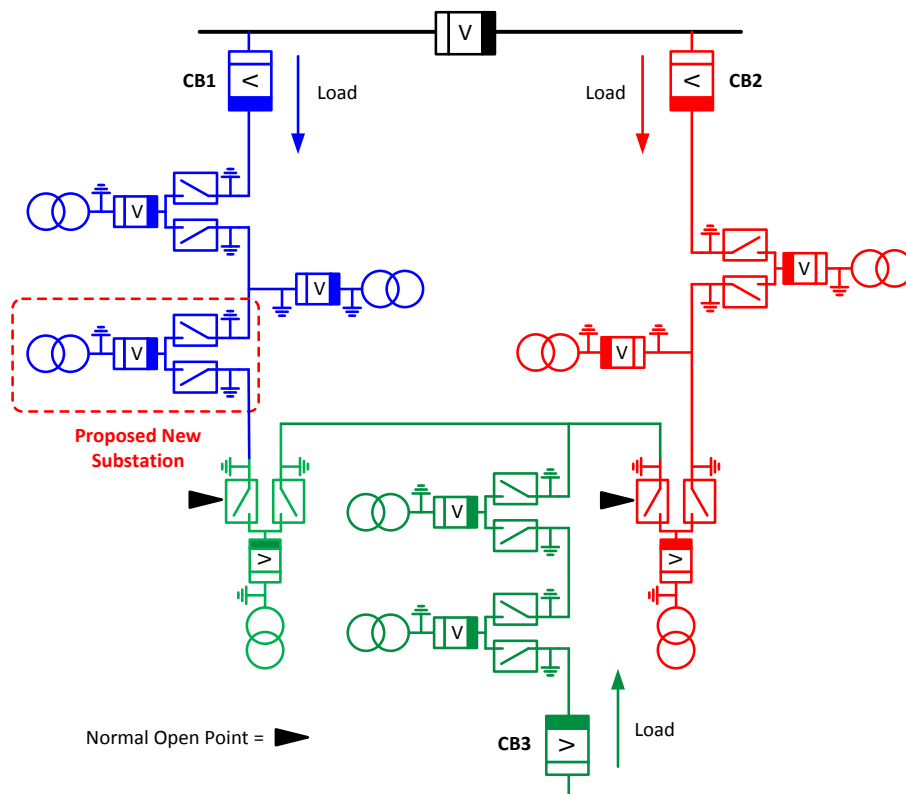 V
CB1
<
Load
Load
<
CB2
V
V
V
V
V
V
Proposed New
Substation
V
>
>
V
Normal Open Point =
CB3
>
Load